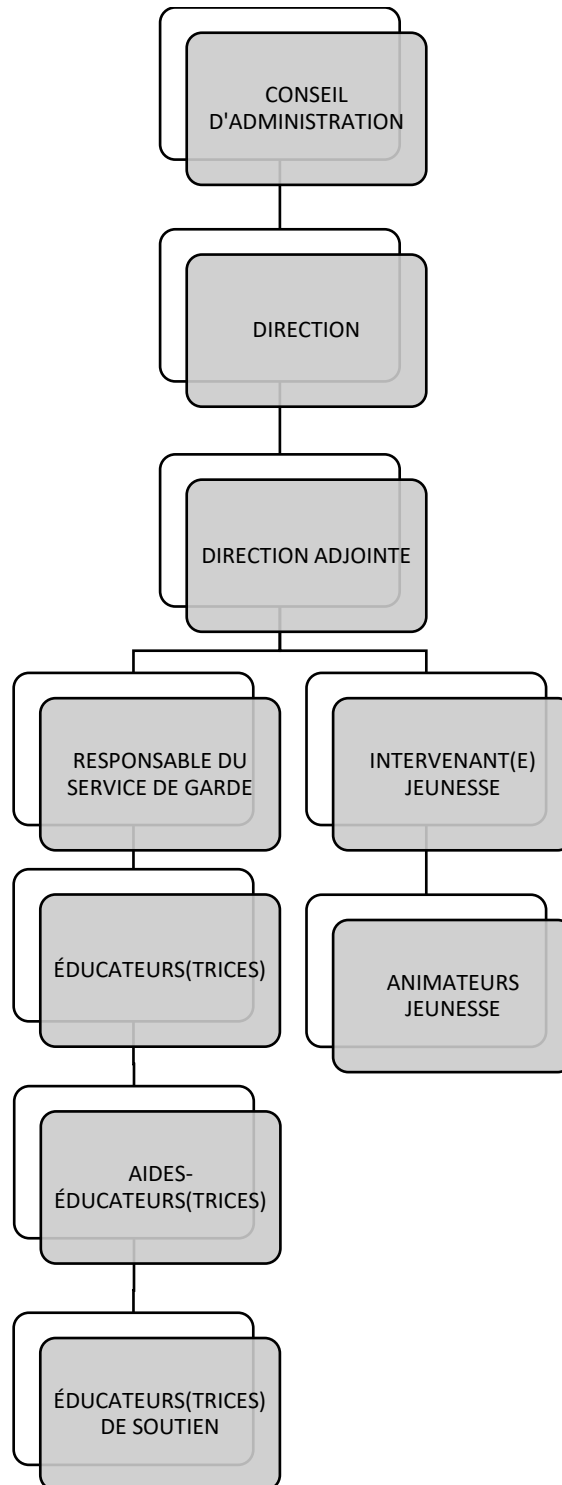 CONSEIL
D'ADMINISTRATION
DIRECTION
DIRECTION ADJOINTE
RESPONSABLE DU
SERVICE DE GARDE
INTERVENANT(E)
JEUNESSE
ÉDUCATEURS(TRICES)
ANIMATEURS
JEUNESSE
AIDES-
ÉDUCATEURS(TRICES)
ÉDUCATEURS(TRICES)
DE SOUTIEN